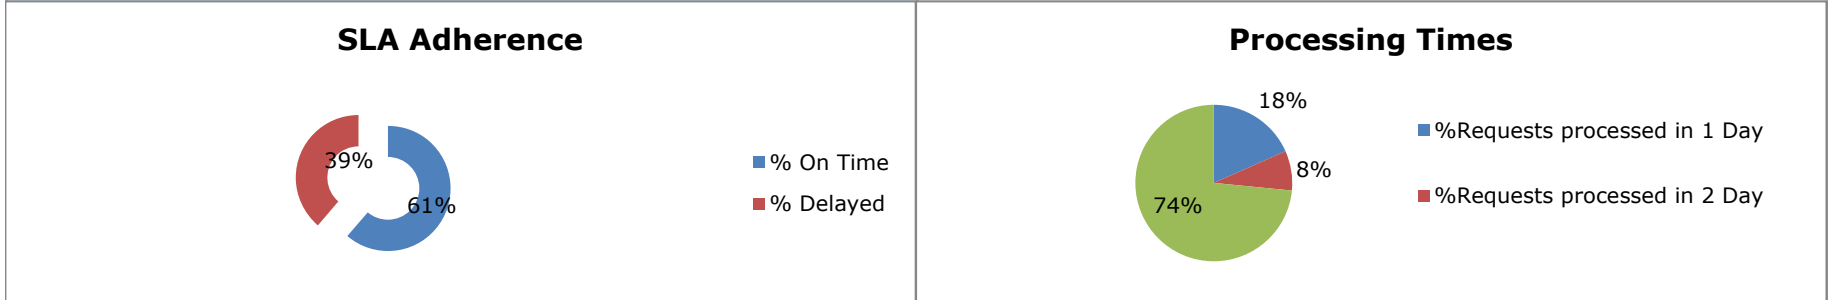 SLA Adherence
39%
61%
% On Time
% Delayed
Processing Times
18%
8%
74%
%Requests processed in 1 Day
%Requests processed in 2 Day